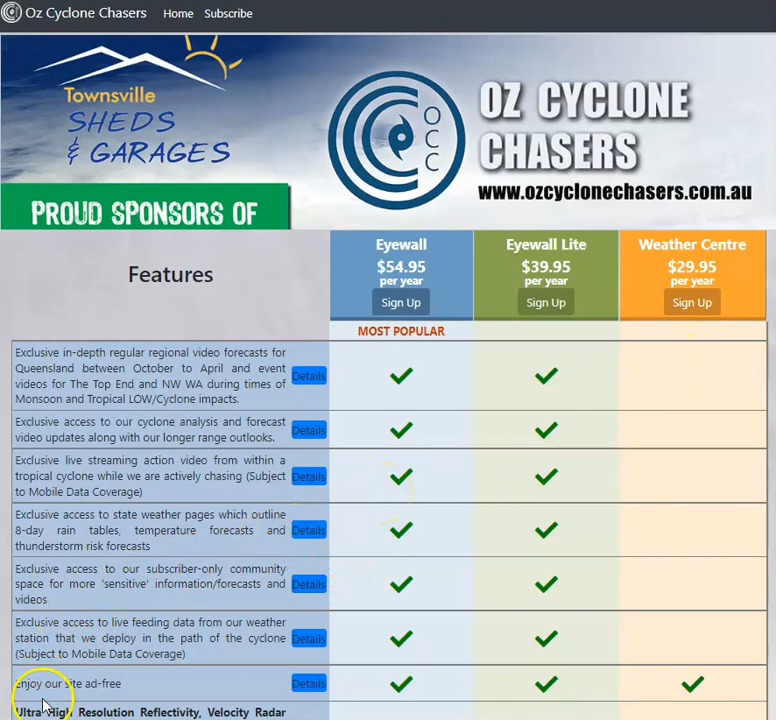 Oz Cyclone Chasers Home Subscribe
Townsville
SHEDS
& GARAGES
PROUD SPONSORS OF
OCC
OZ CYCLONE
CHASERS
www.ozcyclonechasers.com.au
Features
Eyewall
$54.95
per year
Sign Up
Eyewall Lite
$39.95
per year
Sign Up
Weather Centre
$29.95
per year
Sign Up
MOST POPULAR
Exclusive in-depth regular regional video forecasts for
Queensland between October to April and event
videos for The Top End and NW WA during times of
Monsoon and Tropical LOW/Cyclone impacts.
Details
Exclusive access to our cyclone analysis and forecast
video updates along with our longer range outlooks.
Details
Exclusive live streaming action video from within a
tropical cyclone while we are actively chasing (Subject
to Mobile Data Coverage)
Details
Exclusive access to state weather pages which outline
8-day rain tables, temperature forecasts and
thunderstorm risk forecasts
Details
Exclusive access to our subscriber-only community
space for more 'sensitive' information/forecasts and
videos
Details
Exclusive access to live feeding data from our weather
station that we deploy in the path of the cyclone
(Subject to Mobile Data Coverage)
Details
Enjoy our site ad-free
Details
Ultra High Resolution Reflectivity, Velocity Radar